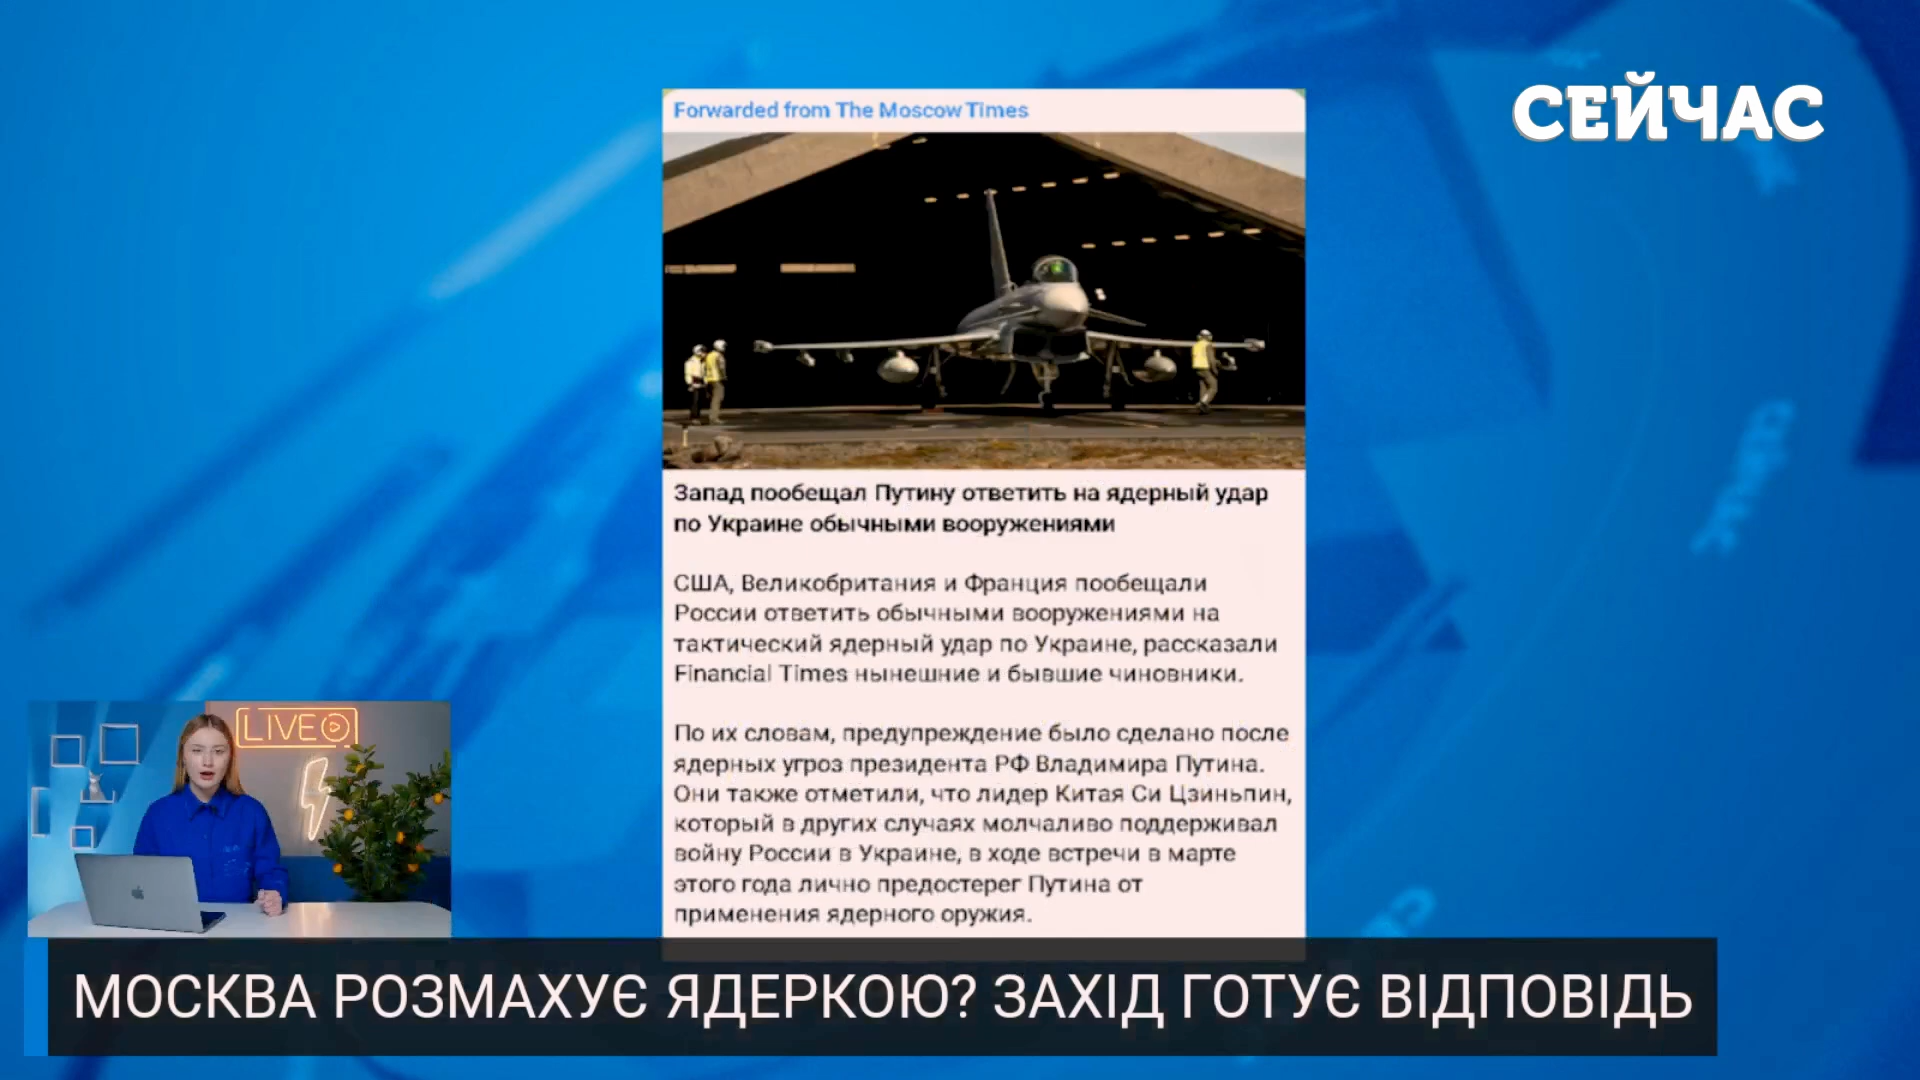 СЕЙЧАС
Forwarded from The Moscow Times
Запад пообещал Путину ответить на ядерный удар
по Украине обычными вооружениями
США, Великобритания и Франция пообещали
России ответить обычными вооружениями на
тактический ядерный удар по Украине, рассказали
Financial Times нынешние и бывшие чиновники.
По их словам, предупреждение было сделано после
ядерных угроз президента РФ Владимира Путина.
Они также отметили, что лидер Китая Си Цзиньпин,
который в других случаях молчаливо поддерживал
войну России в Украине, в ходе встречи в марте
этого года лично предостерег Путина от
применения ядерного оружия.
LIVE
МОСКВА РОЗМАХУЄ ЯДЕРКОЮ? ЗАХІД ГОТУЄ ВІДПОВІДЬ